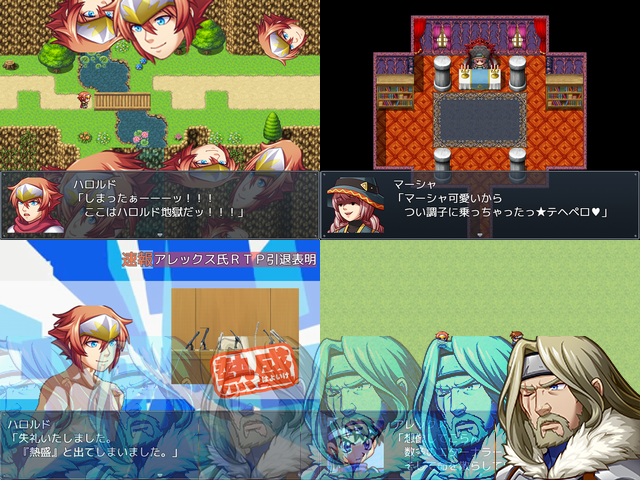 ハロルド
「しまったぁーーーッ！！！
ここはハロルド地獄だッ！！！」
マーシャ
「マーシャ可愛いから
つい調子に乗っちゃったっ★テヘペロ♥」
速報 アレックス氏ＲＴＰ引退表明
熱盛
ハロルド
「失礼いたしました。
『熱盛』と出てしまいました。」